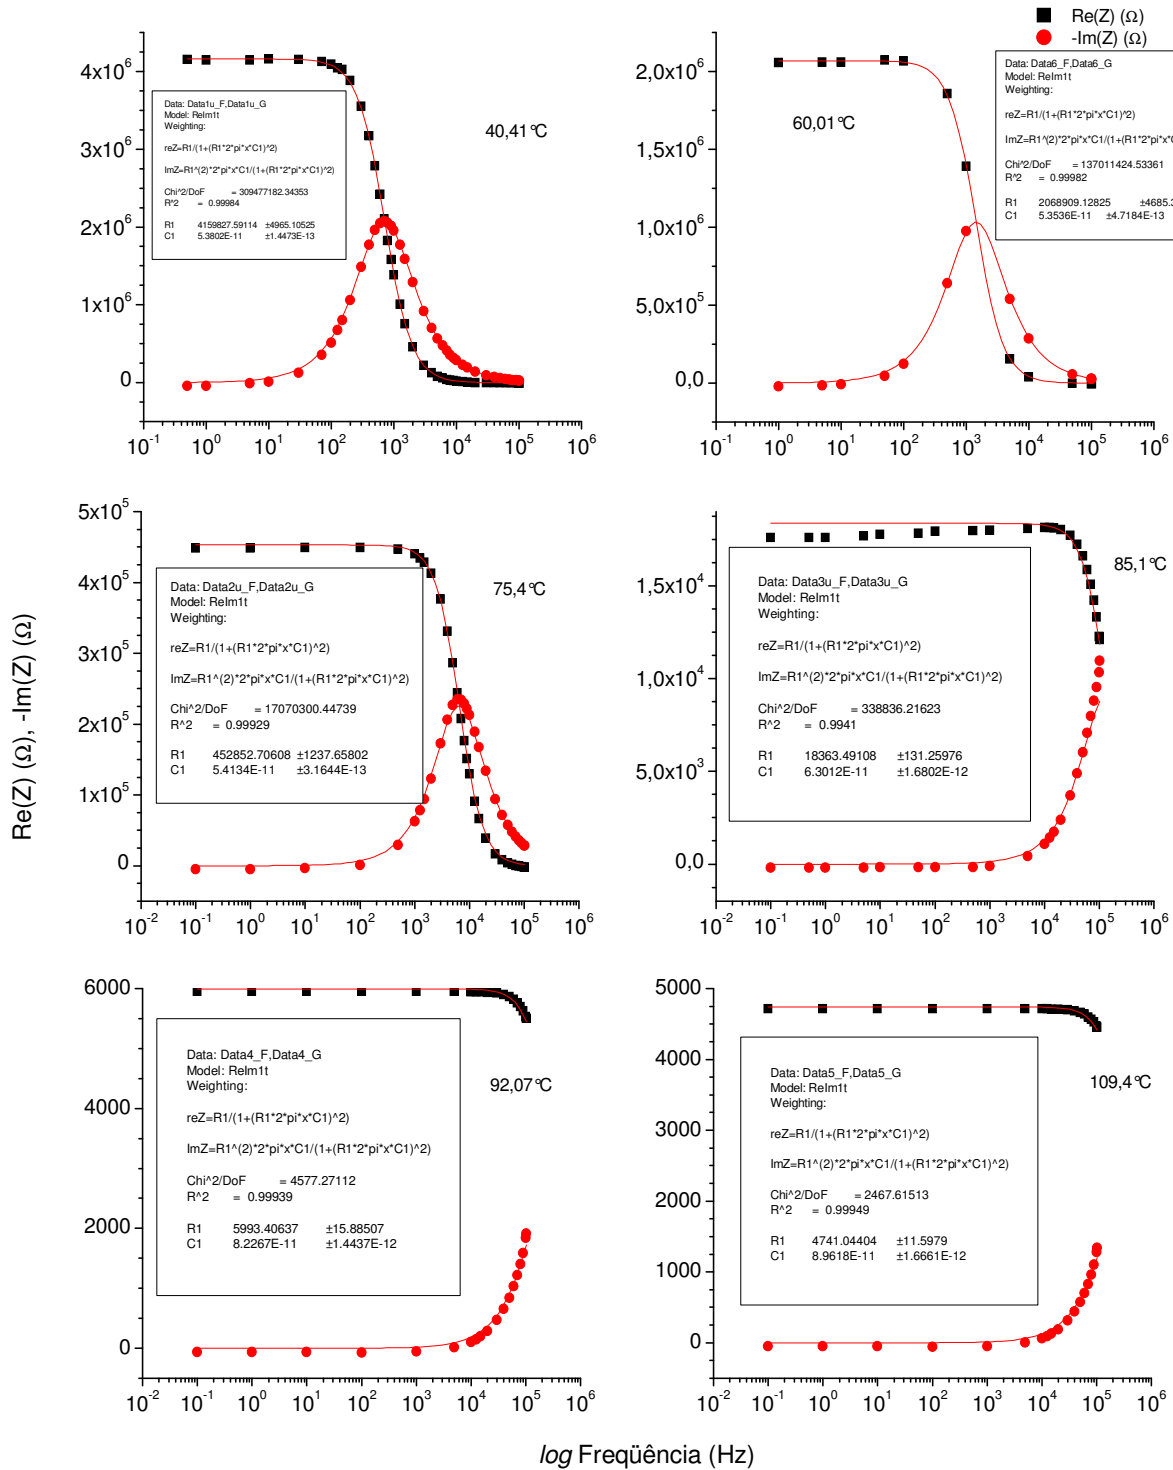 Re(Z) (Ω)
-Im(Z) (Ω)
4x10^6
3x10^6
2x10^6
1x10^6
0
Data: Data1u_F,Data1u_G
Model: ReIm1t
Weighting:
reZ=R1/(1+(R1*2*pi*x*C1)^2)
ImZ=R1^(2)*2*pi*x*C1/(1+(R1*2*pi*x*C1)^2)
Chi^2/DoF = 309477182.34353
R^2 = 0.99984
R1 4159827.59114 ±4965.10525
C1 5.3802E-11 ±1.4473E-13
40,41°C
10^-1 10^0 10^1 10^2 10^3 10^4 10^5 10^6
2,0x10^6
1,5x10^6
1,0x10^6
5,0x10^5
0,0
Data: Data6_F,Data6_G
Model: ReIm1t
Weighting:
reZ=R1/(1+(R1*2*pi*x*C1)^2)
ImZ=R1^(2)*2*pi*x*C1/(1+(R1*2*pi*x*C
Chi^2/DoF = 137011424.53361
R^2 = 0.99982
R1 2068909.12825 ±4685.3
C1 5.3536E-11 ±4.7184E-13
60,01°C
10^-1 10^0 10^1 10^2 10^3 10^4 10^5 10^6
Re(Z) (Ω), -Im(Z) (Ω)
5x10^5
4x10^5
3x10^5
2x10^5
1x10^5
0
Data: Data2u_F,Data2u_G
Model: ReIm1t
Weighting:
reZ=R1/(1+(R1*2*pi*x*C1)^2)
ImZ=R1^(2)*2*pi*x*C1/(1+(R1*2*pi*x*C1)^2)
Chi^2/DoF = 17070300.44739
R^2 = 0.99929
R1 452852.70608 ±1237.65802
C1 5.4134E-11 ±3.1644E-13
75,4°C
10^-2 10^-1 10^0 10^1 10^2 10^3 10^4 10^5 10^6
1,5x10^4
1,0x10^4
5,0x10^3
0,0
Data: Data3u_F,Data3u_G
Model: ReIm1t
Weighting:
reZ=R1/(1+(R1*2*pi*x*C1)^2)
ImZ=R1^(2)*2*pi*x*C1/(1+(R1*2*pi*x*C1)^2)
Chi^2/DoF = 338836.21623
R^2 = 0.9941
R1 18363.49108 ±131.25976
C1 6.3012E-11 ±1.6802E-12
85,1°C
10^-2 10^-1 10^0 10^1 10^2 10^3 10^4 10^5 10^6
6000
4000
2000
0
Data: Data4_F,Data4_G
Model: ReIm1t
Weighting:
reZ=R1/(1+(R1*2*pi*x*C1)^2)
ImZ=R1^(2)*2*pi*x*C1/(1+(R1*2*pi*x*C1)^2)
Chi^2/DoF = 4577.27112
R^2 = 0.99939
R1 5993.40637 ±15.88507
C1 8.2267E-11 ±1.4437E-12
92,07°C
10^-2 10^-1 10^0 10^1 10^2 10^3 10^4 10^5 10^6
5000
4000
3000
2000
1000
0
Data: Data5_F,Data5_G
Model: ReIm1t
Weighting:
reZ=R1/(1+(R1*2*pi*x*C1)^2)
ImZ=R1^(2)*2*pi*x*C1/(1+(R1*2*pi*x*C1)^2)
Chi^2/DoF = 2467.61513
R^2 = 0.99949
R1 4741.04404 ±11.5979
C1 8.9618E-11 ±1.6661E-12
109,4°C
10^-2 10^-1 10^0 10^1 10^2 10^3 10^4 10^5 10^6
log Freqüência (Hz)